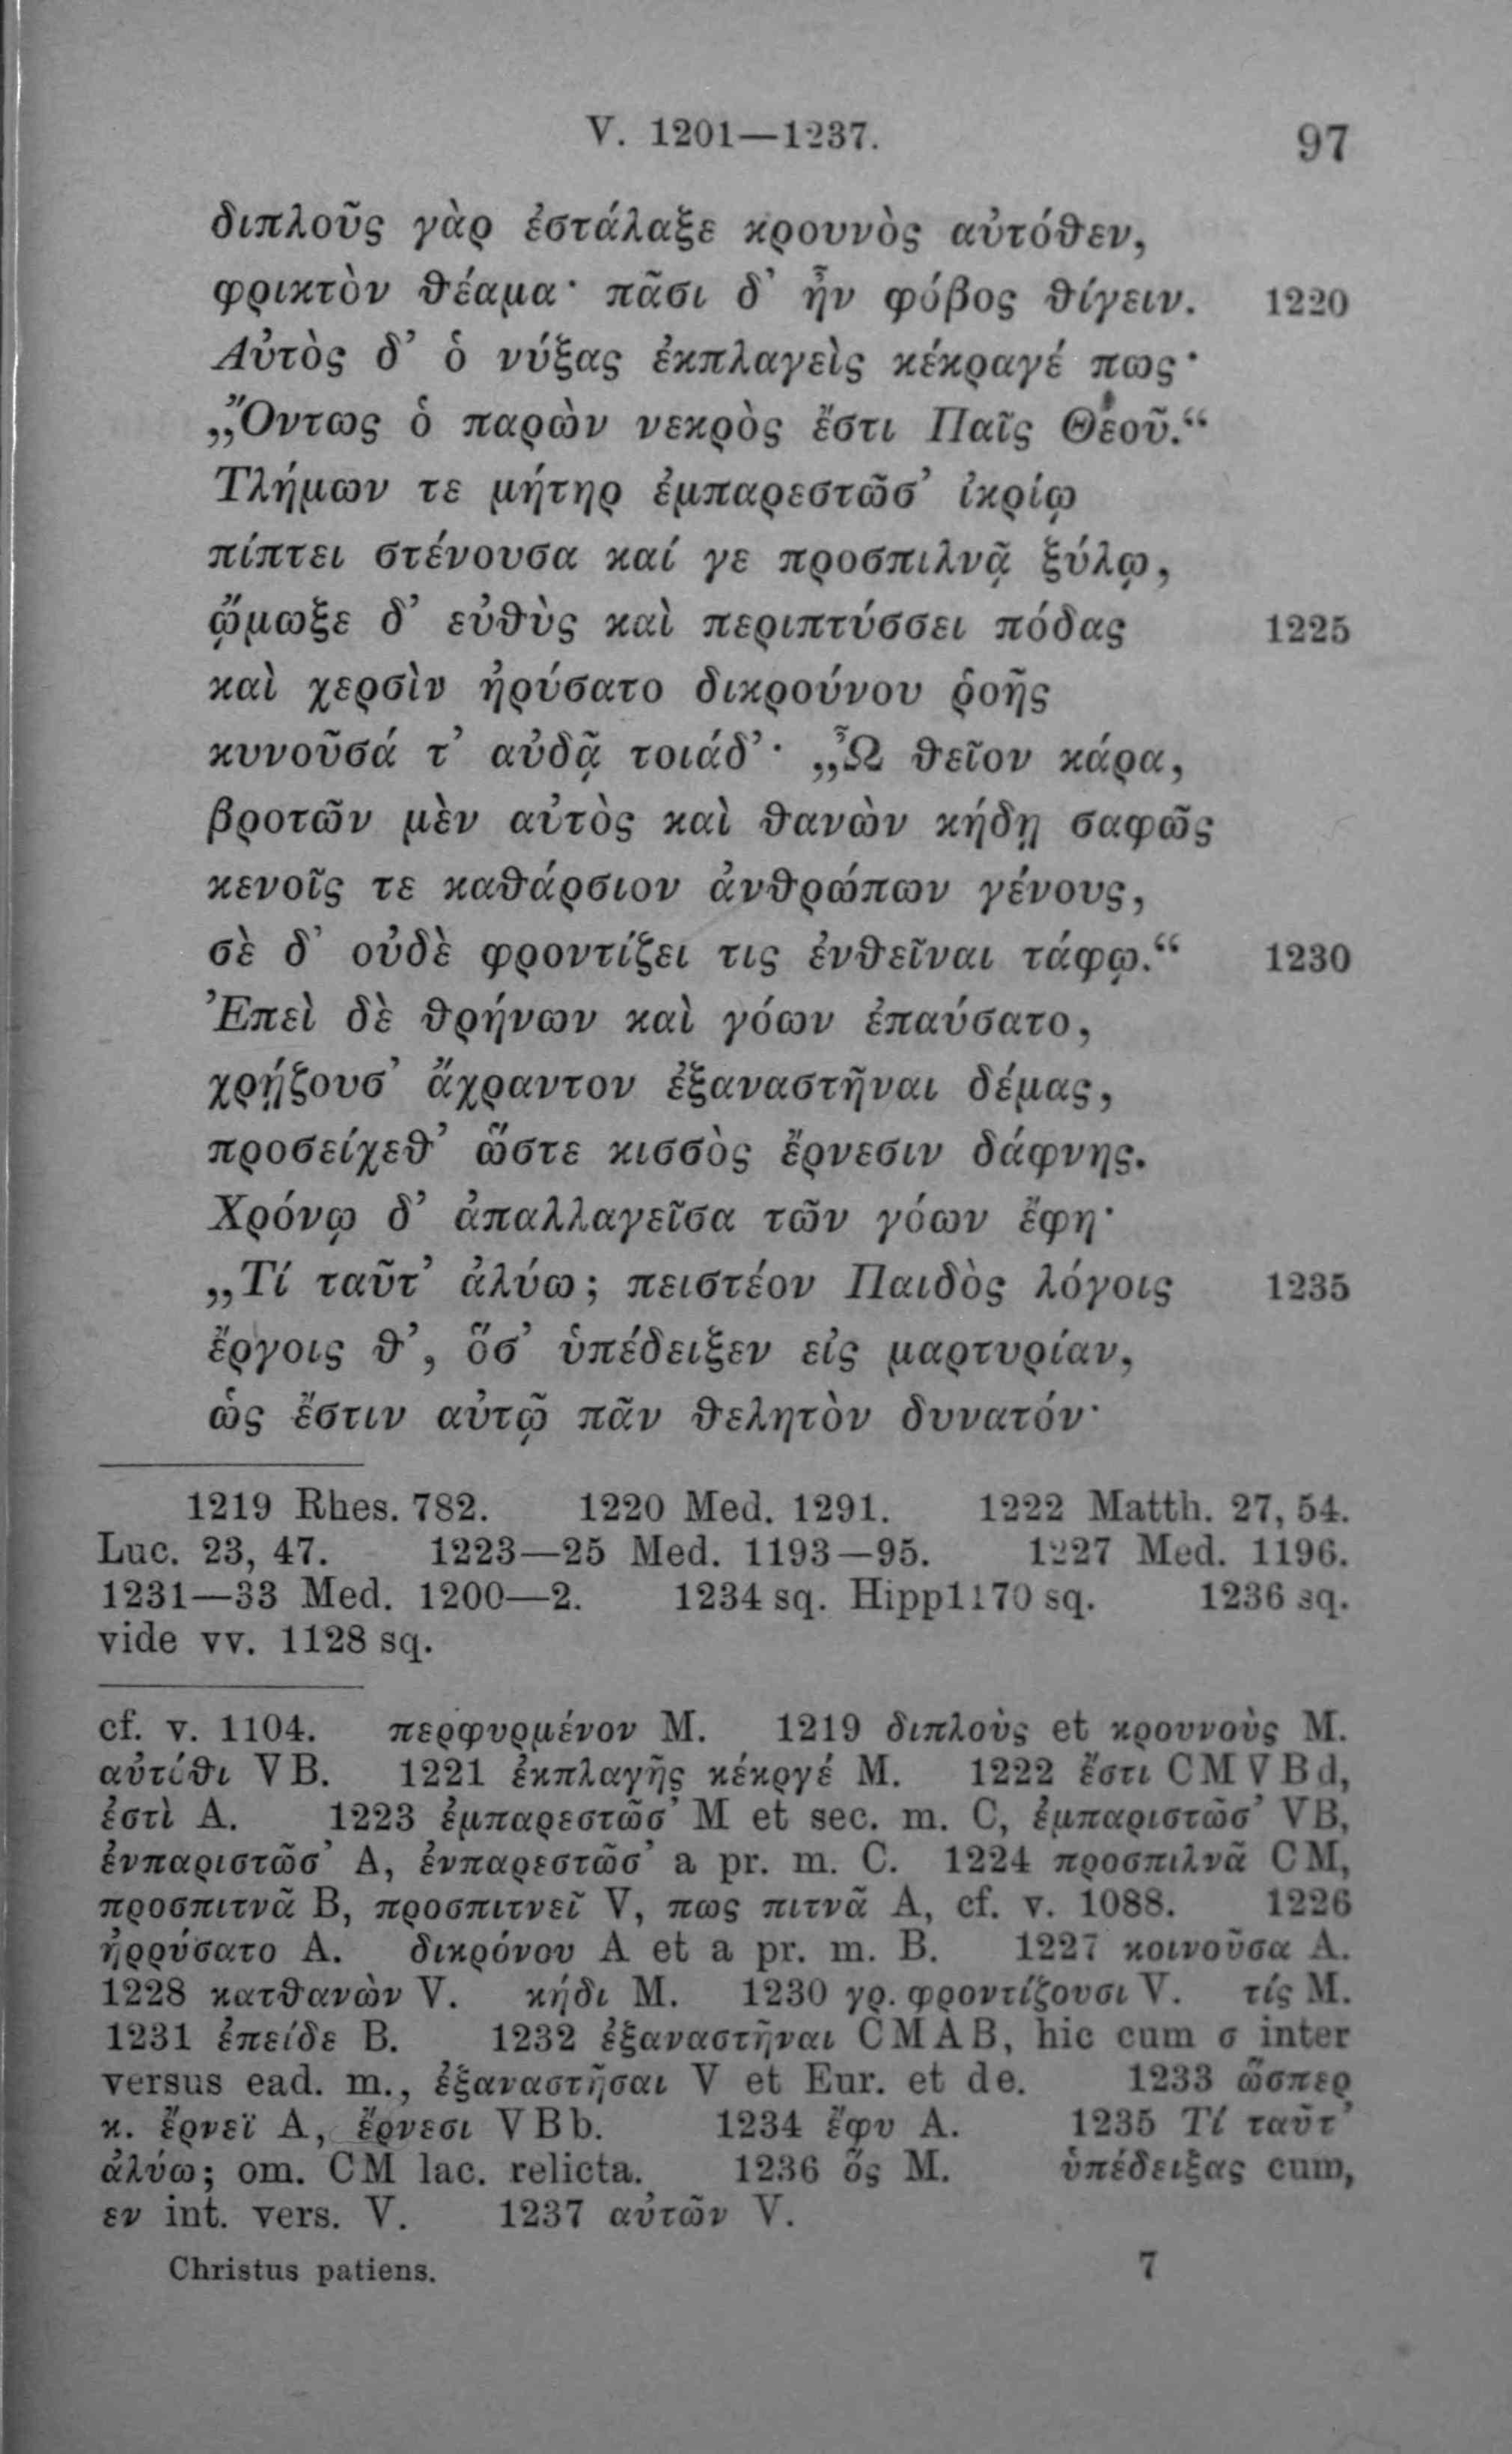 V. 1201—1237.
97
διπλοῦς γὰρ ἐστάλαξε κρουνὸς αὐτόθεν,
φρικτὸν θέαμα· πᾶσι δ' ἦν φόβος θίγειν. 1220
Αὐτὸς δ' ὁ νύξας ἐκπλαγεὶς κέκραγέ πως·
„Ὄντως ὁ παρὼν νεκρὸς ἔστι Παῖς Θεοῦ.“
Τλήμων τε μήτηρ ἐμπαρεστῶσ' ἰκρίῳ
πίπτει στένουσα καί γε προσπιλνᾷ ξύλῳ,
ᾤμωξε δ' εὐθὺς καὶ περιπτύσσει πόδας 1225
καὶ χερσὶν ἠρύσατο δικρούνου ῥοῆς
κυνοῦσά τ' αὐδᾷ τοιάδ'· „Ὦ θεῖον κάρα,
βροτῶν μὲν αὐτὸς καὶ θανὼν κήδῃ σαφῶς
κενοῖς τε καθάρσιον ἀνθρώπων γένους,
σὲ δ' οὐδὲ φροντίζει τις ἐνθεῖναι τάφῳ.“ 1230
Ἐπεὶ δὲ θρήνων καὶ γόων ἐπαύσατο,
χρῄζουσ' ἄχραντον ἐξαναστῆναι δέμας,
προσείχεθ' ὥστε κισσὸς ἔρνεσιν δάφνης.
Χρόνῳ δ' ἀπαλλαγεῖσα τῶν γόων ἔφη·
„Τί ταῦτ' ἀλύω; πειστέον Παιδὸς λόγοις 1235
ἔργοις θ', ὅσ' ὑπέδειξεν εἰς μαρτυρίαν,
ὡς ἔστιν αὐτῷ πᾶν θελητὸν δυνατόν·
1219 Rhes. 782. 1220 Med. 1291. 1222 Matth. 27, 54.
Luc. 23, 47. 1223—25 Med. 1193—95. 1227 Med. 1196.
1231—33 Med. 1200—2. 1234 sq. Hipp1170 sq. 1236 sq.
vide vv. 1128 sq.
cf. v. 1104. περφυρμένον M. 1219 διπλοὺς et κρουνοὺς M.
αὐτόθι VB. 1221 ἐκπλαγῆς κέκργέ M. 1222 ἔστι CMVBd,
ἐστὶ A. 1223 ἐμπαρεστῶσ' M et sec. m. C, ἐμπαριστῶσ' VB,
ἐνπαριστῶσ' A, ἐνπαρεστῶσ' a pr. m. C. 1224 προσπιλνᾶ CM,
προσπιτνᾶ B, προσπιτνεῖ V, πως πιτνᾶ A, cf. v. 1088. 1226
ἠρρύσατο A. δικρόνου A et a pr. m. B. 1227 κοινοῦσα A.
1228 κατθανὼν V. κήδι M. 1230 γρ. φροντίζουσι V. τίς M.
1231 ἐπείδε B. 1232 ἐξαναστῆναι CMAB, hic cum σ inter
versus ead. m., ἐξαναστῆσαι V et Eur. et de. 1233 ὥσπερ
κ. ἔρνεϊ A, ἔρνεσι VBb. 1234 ἔφυ A. 1235 Τί ταῦτ'
ἀλύω; om. CM lac. relicta. 1236 ὅς M. ὑπέδειξας cum,
εν int. vers. V. 1237 αὐτῶν V.
Christus patiens.
7